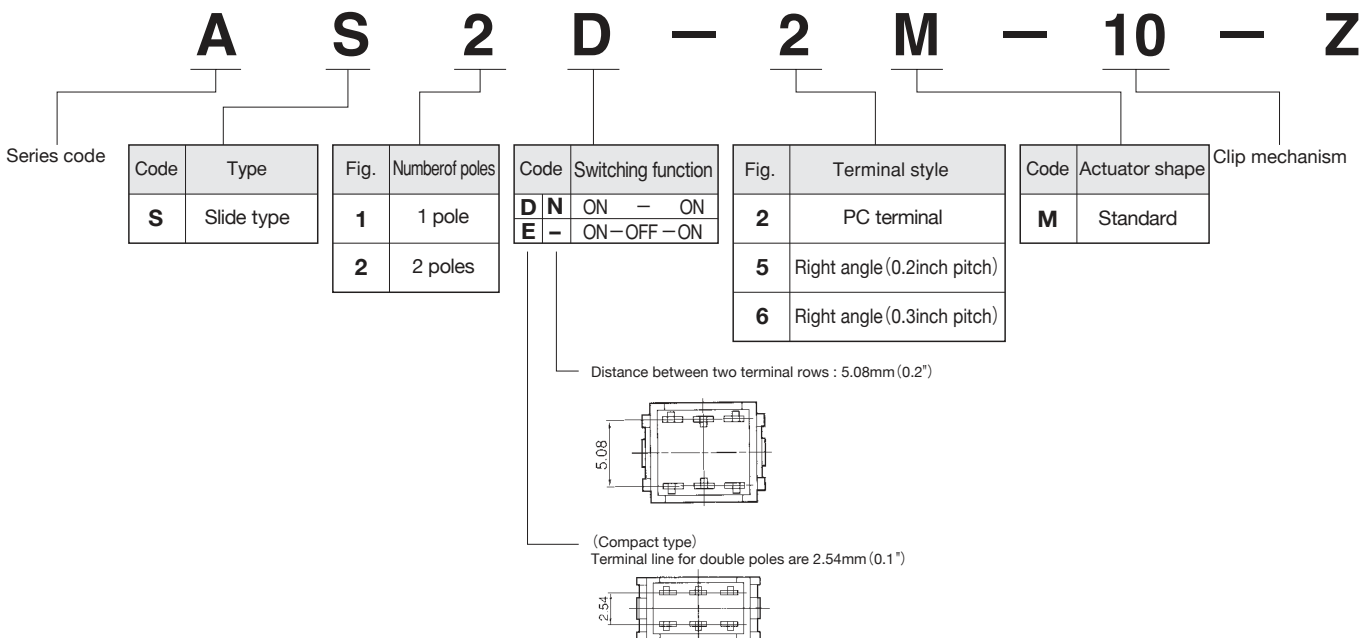 A S 2 D － 2 M － 10 － Z
Series code
Code Type
S Slide type
Fig. Numberof poles
1 1 pole
2 2 poles
Code Switching function
D N ON － ON
E － ON－OFF－ON
Fig. Terminal style
2 PC terminal
5 Right angle（0.2inch pitch）
6 Right angle（0.3inch pitch）
Code Actuator shape
M Standard
Clip mechanism
Distance between two terminal rows : 5.08mm（0.2"）
5.08
（Compact type）
Terminal line for double poles are 2.54mm（0.1"）
2.54